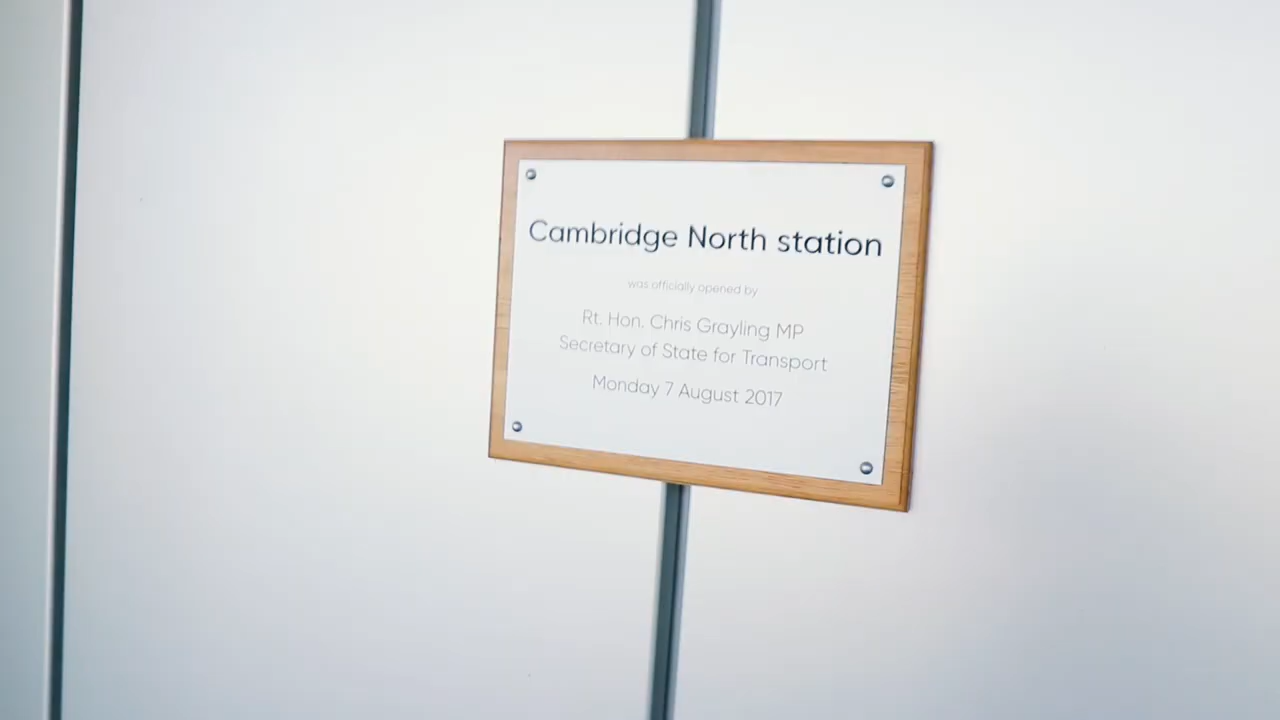 Cambridge North station
was officially opened by
Rt. Hon. Chris Grayling MP
Secretary of State for Transport
Monday 7 August 2017